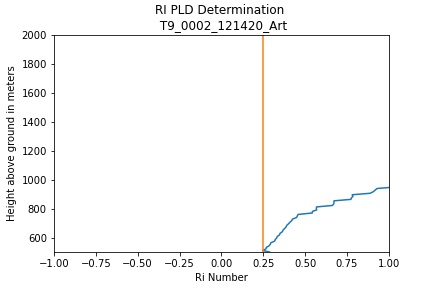 RI PLD Determination
T9_0002_121420_Art
2000
1800
1600
1400
1200
1000
800
600
Height above ground in meters
−1.00 −0.75 −0.50 −0.25 0.00 0.25 0.50 0.75 1.00
Ri Number